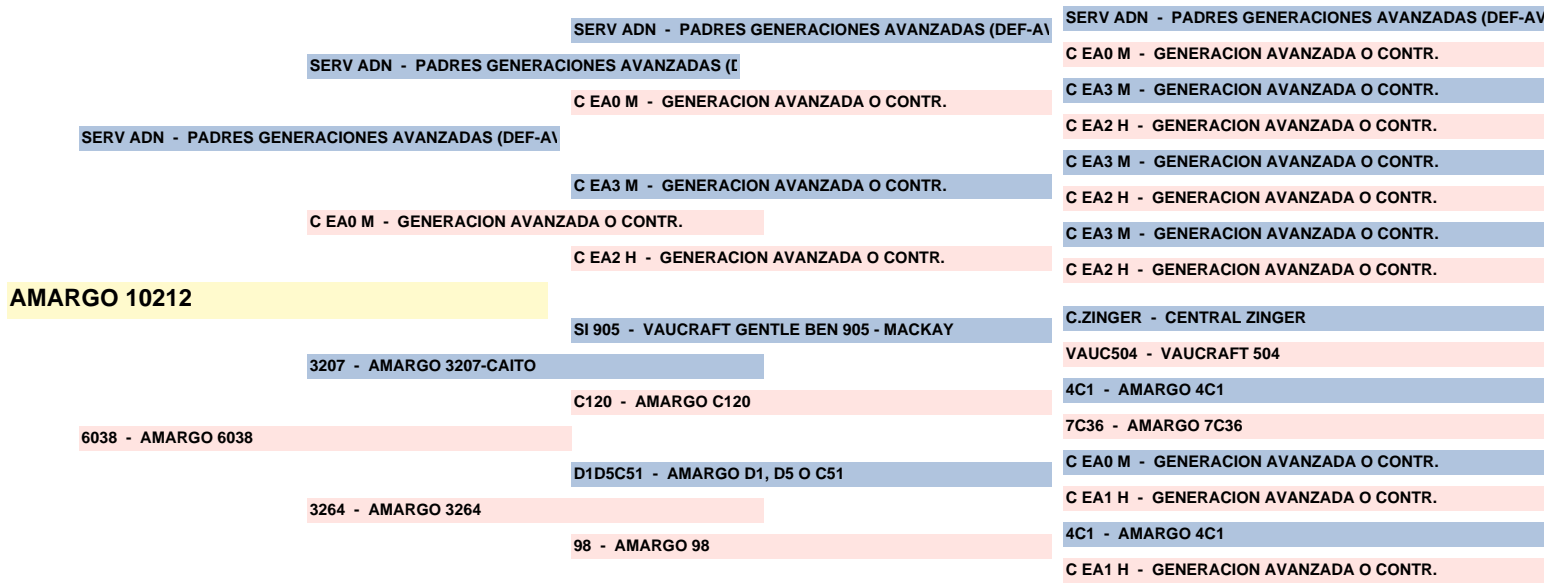 SERV ADN - PADRES GENERACIONES AVANZADAS (DEF-AV
SERV ADN - PADRES GENERACIONES AVANZADAS (DEF-A\
C EA0 M - GENERACION AVANZADA O CONTR.
SERV ADN - PADRES GENERACIONES AVANZADAS ([
C EA3 M - GENERACION AVANZADA O CONTR.
C EA0 M - GENERACION AVANZADA O CONTR.
C EA2 H - GENERACION AVANZADA O CONTR.
SERV ADN - PADRES GENERACIONES AVANZADAS (DEF-A\
C EA3 M - GENERACION AVANZADA O CONTR.
C EA3 M - GENERACION AVANZADA O CONTR.
C EA2 H - GENERACION AVANZADA O CONTR.
C EA0 M - GENERACION AVANZADA O CONTR.
C EA3 M - GENERACION AVANZADA O CONTR.
C EA2 H - GENERACION AVANZADA O CONTR.
C EA2 H - GENERACION AVANZADA O CONTR.
AMARGO 10212
C.ZINGER - CENTRAL ZINGER
SI 905 - VAUCRAFT GENTLE BEN 905 - MACKAY
VAUC504 - VAUCRAFT 504
3207 - AMARGO 3207-CAITO
4C1 - AMARGO 4C1
C120 - AMARGO C120
7C36 - AMARGO 7C36
6038 - AMARGO 6038
C EA0 M - GENERACION AVANZADA O CONTR.
D1D5C51 - AMARGO D1, D5 O C51
C EA1 H - GENERACION AVANZADA O CONTR.
3264 - AMARGO 3264
4C1 - AMARGO 4C1
98 - AMARGO 98
C EA1 H - GENERACION AVANZADA O CONTR.